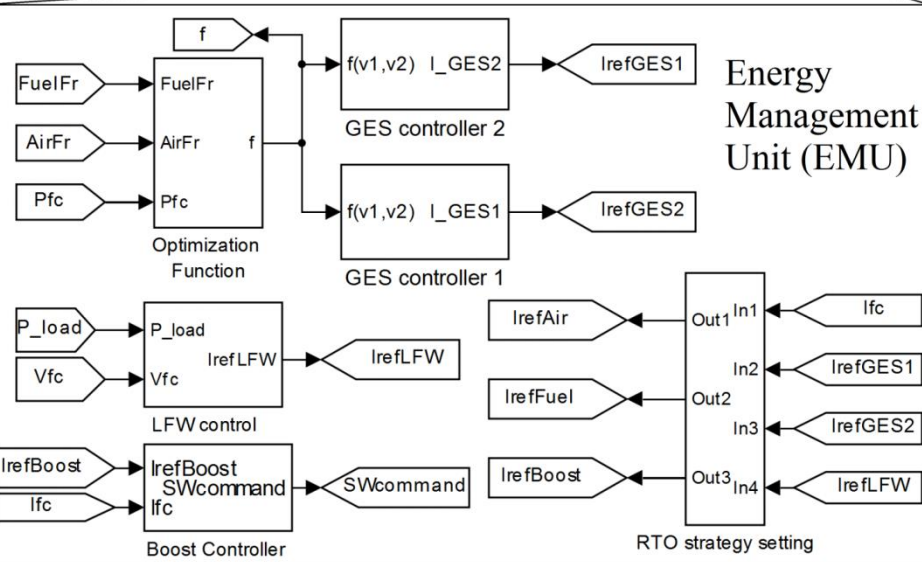 f
FuelFr
AirFr
Pfc
FuelFr
AirFr
f
Pfc
Optimization
Function
f(v1,v2) I_GES2
GES controller 2
IrefGES1
f(v1,v2) I_GES1
GES controller 1
IrefGES2
Energy
Management
Unit (EMU)
P_load
Vfc
P_load
IrefLFW
Vfc
LFW control
IrefLFW
IrefBoost
Ifc
IrefBoost
SWcommand
Ifc
Boost Controller
SWcommand
IrefAir
IrefFuel
IrefBoost
Out1
Out2
Out3
In1
In2
In3
In4
RTO strategy setting
Ifc
IrefGES1
IrefGES2
IrefLFW